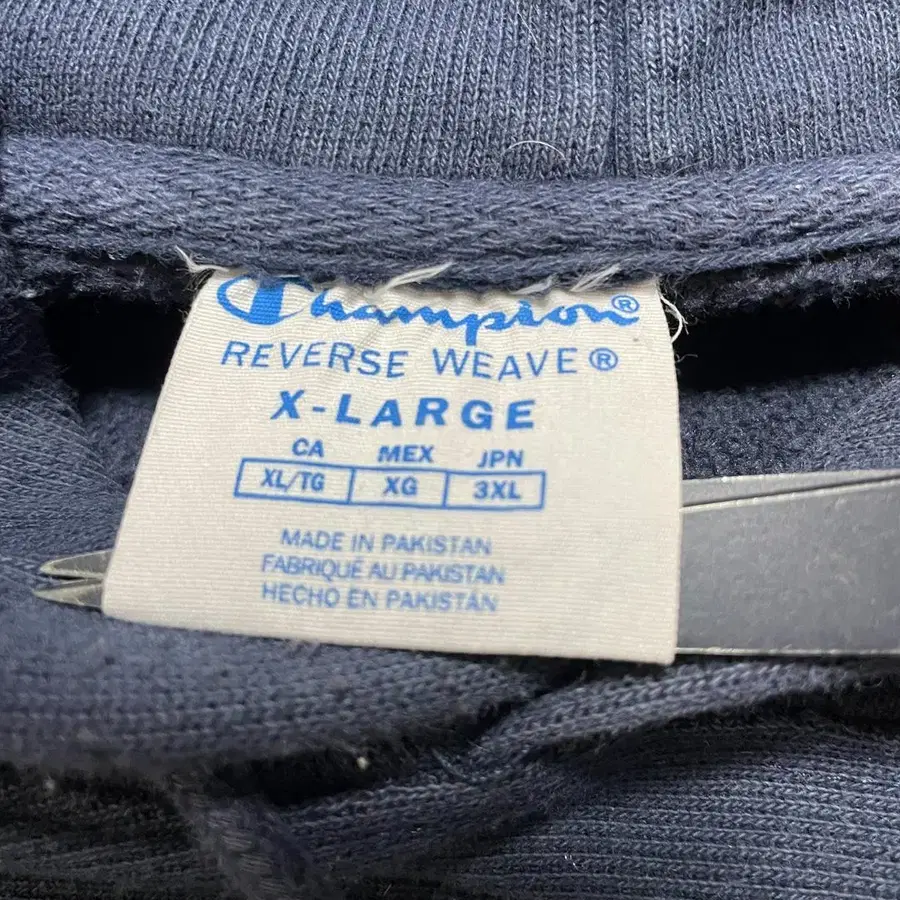 Champion®
REVERSE WEAVE®
X-LARGE
CA MEX JPN
XL/TG XG 3XL
MADE IN PAKISTAN
FABRIQUÉ AU PAKISTAN
HECHO EN PAKISTÁN